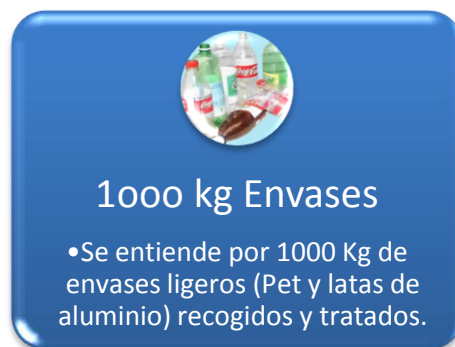 1ooo kg Envases
•Se entiende por 1000 Kg de
envases ligeros (Pet y latas de
aluminio) recogidos y tratados.